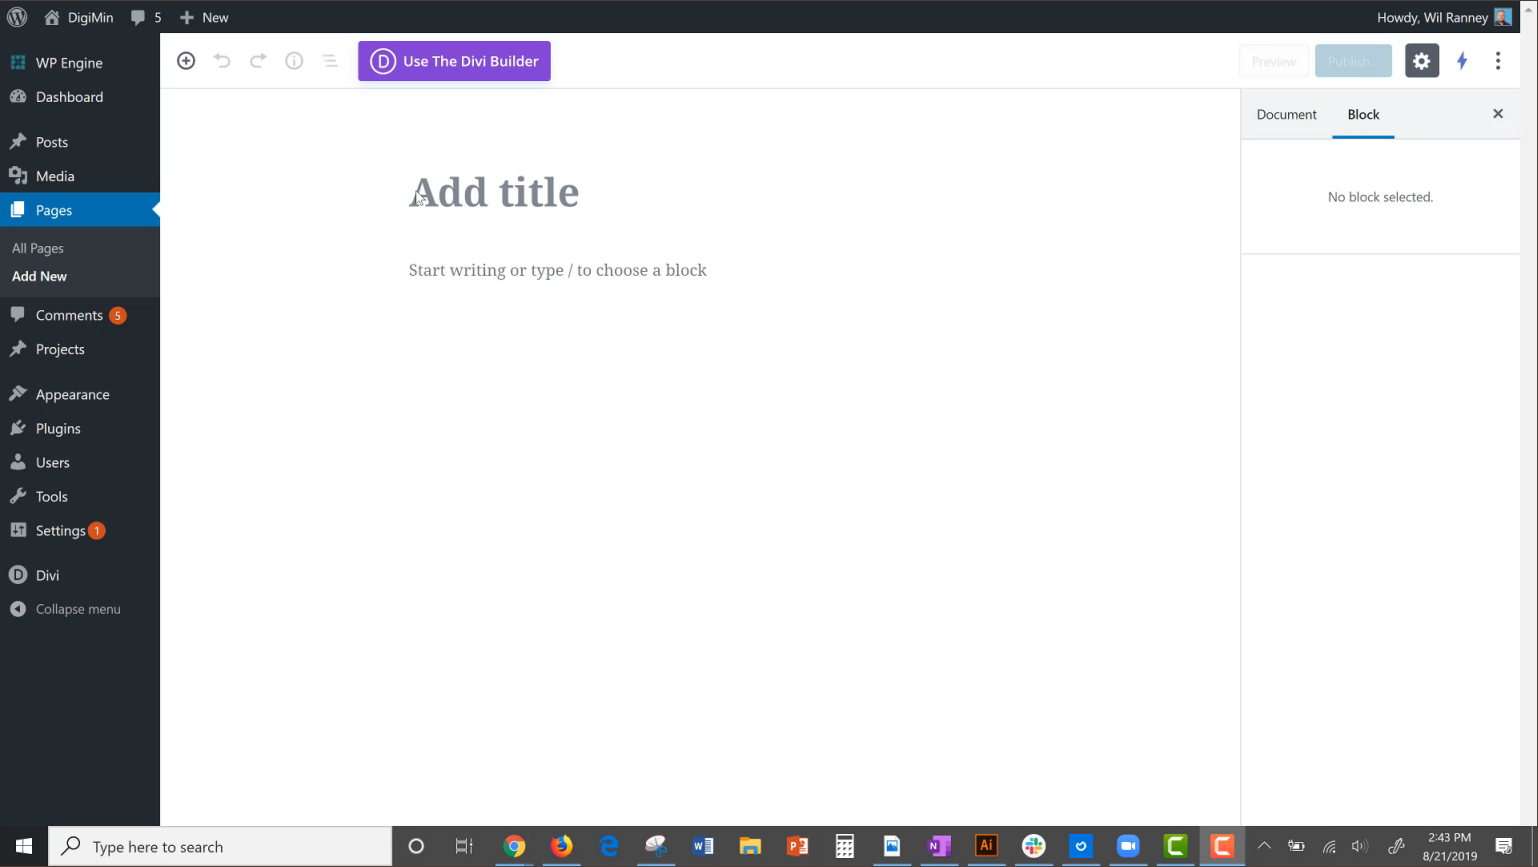 DigiMin 5 New Howdy, Wil Ranney
WP Engine
Dashboard
Posts
Media
Pages
All Pages
Add New
Comments 5
Projects
Appearance
Plugins
Users
Tools
Settings 1
D Divi
Collapse menu
D Use The Divi Builder
Preview
Publish...
Add title
Start writing or type / to choose a block
Document Block
No block selected.
Type here to search
W
P
N
Ai
C
C
2:43 PM
8/21/2019